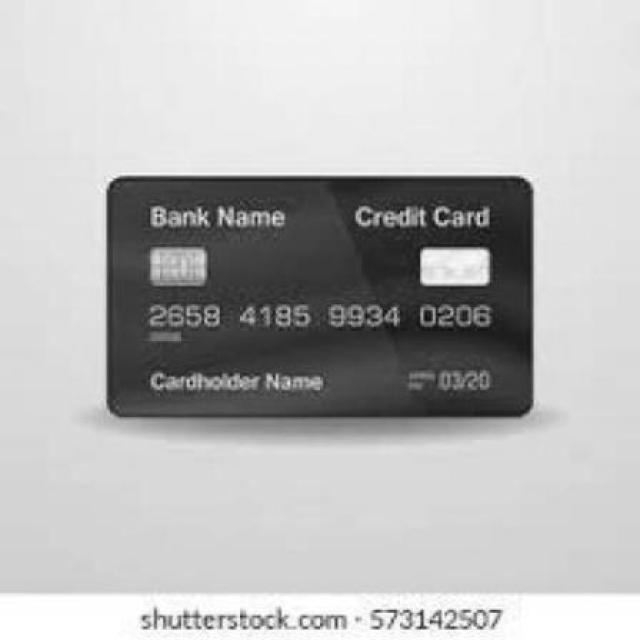 Bank Name Credit Card
2658 4185 9934 0206
Cardholder Name 03/20
shutterstock.com · 573142507